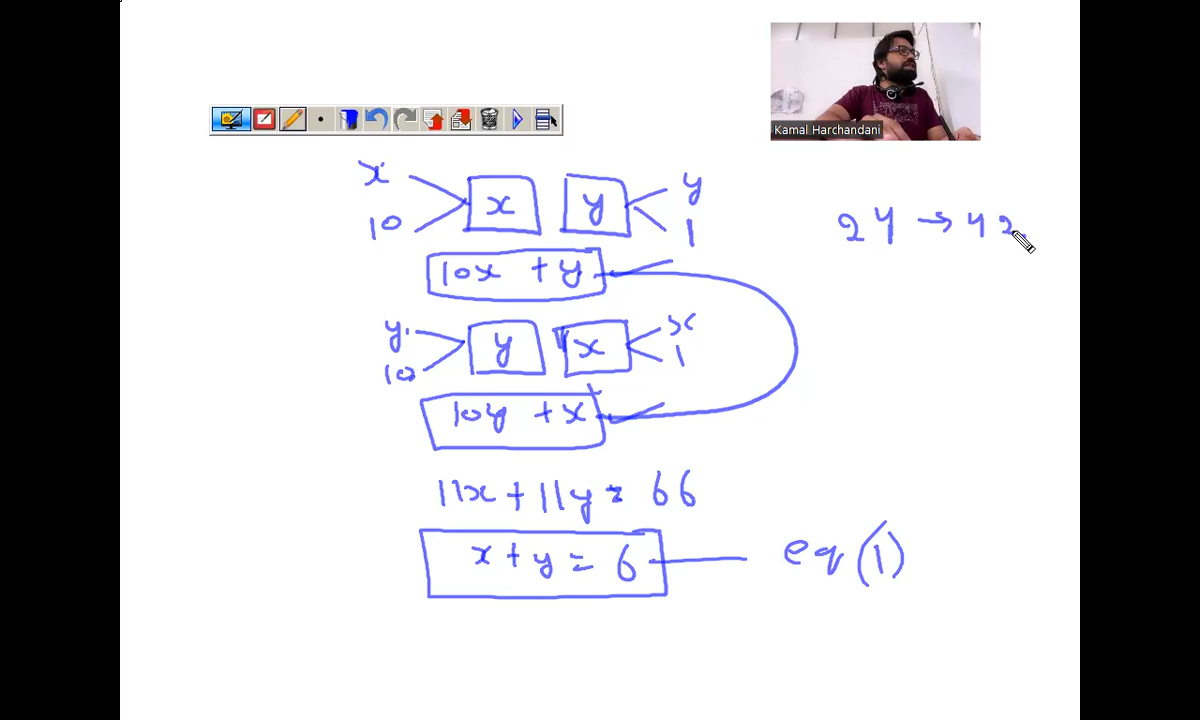 Kamal Harchandani
x x y y
10 1
24 → 42
10x + y
y y x x
10 1
10y + x
11x + 11y = 66
x + y = 6 eq (1)